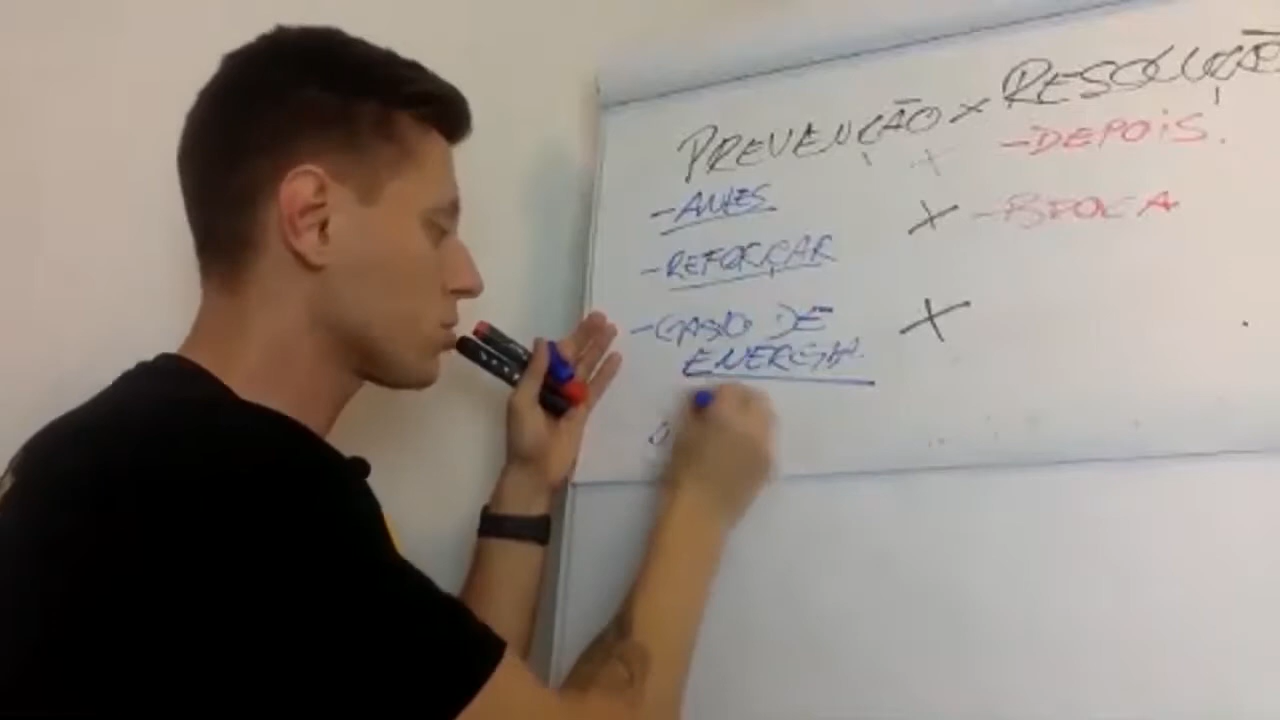 PREVENÇÃO x RESOLUÇÃO
-ANTES x -DEPOIS.
-REFORÇAR x
-GASTO DE x
ENERGIA.